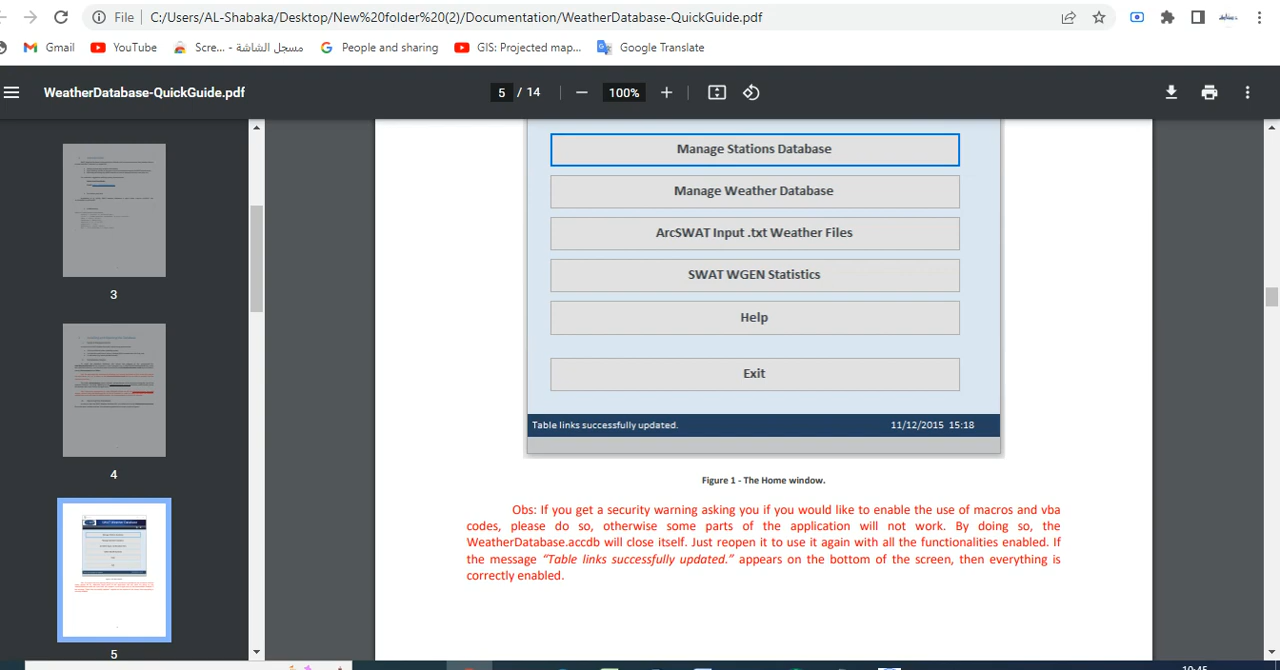 File | C:/Users/AL-Shabaka/Desktop/New%20folder%20(2)/Documentation/WeatherDatabase-QuickGuide.pdf
Gmail YouTube Scre... - مسجل الشاشة People and sharing GIS: Projected map... Google Translate
WeatherDatabase-QuickGuide.pdf 5 / 14 100%
3
4
5
Manage Stations Database
Manage Weather Database
ArcSWAT Input .txt Weather Files
SWAT WGEN Statistics
Help
Exit
Table links successfully updated. 11/12/2015 15:18
Figure 1 - The Home window.
Obs: If you get a security warning asking you if you would like to enable the use of macros and vba
codes, please do so, otherwise some parts of the application will not work. By doing so, the
WeatherDatabase.accdb will close itself. Just reopen it to use it again with all the functionalities enabled. If
the message "Table links successfully updated." appears on the bottom of the screen, then everything is
correctly enabled.